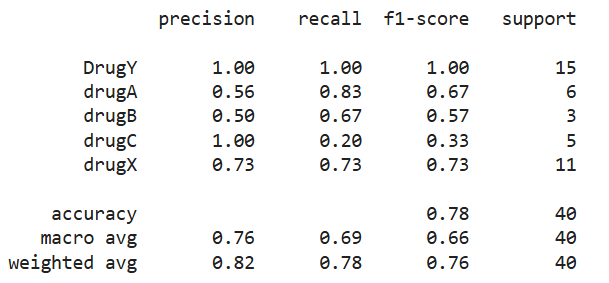 precision recall f1-score support
DrugY 1.00 1.00 1.00 15
drugA 0.56 0.83 0.67 6
drugB 0.50 0.67 0.57 3
drugC 1.00 0.20 0.33 5
drugX 0.73 0.73 0.73 11
accuracy 0.78 40
macro avg 0.76 0.69 0.66 40
weighted avg 0.82 0.78 0.76 40